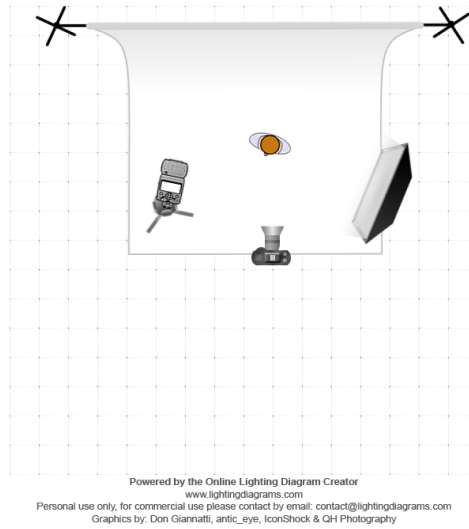 Powered by the Online Lighting Diagram Creator
www.lightingdiagrams.com
Personal use only, for commercial use please contact by email: contact@lightingdiagrams.com
Graphics by: Don Giannatti, antic_eye, IconShock & QH Photography